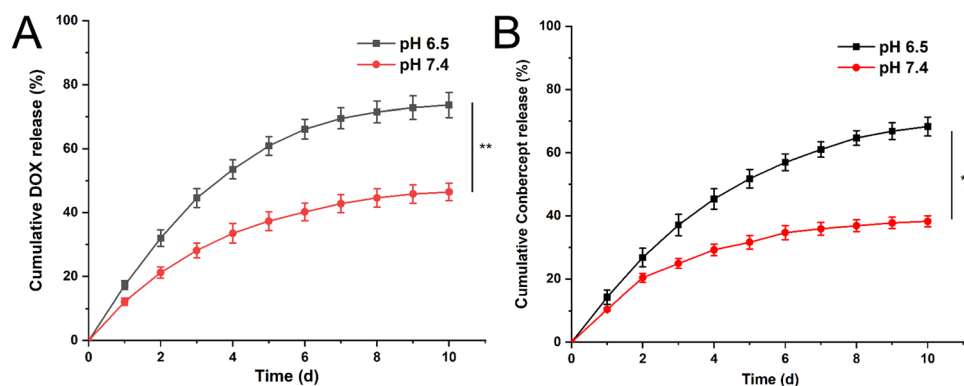 A
Cumulative DOX release (%)
100
80
60
40
20
0
pH 6.5
pH 7.4
**
0 2 4 6 8 10
Time (d)
B
Cumulative Conbercept release (%)
100
80
60
40
20
0
pH 6.5
pH 7.4
*
0 2 4 6 8 10
Time (d)